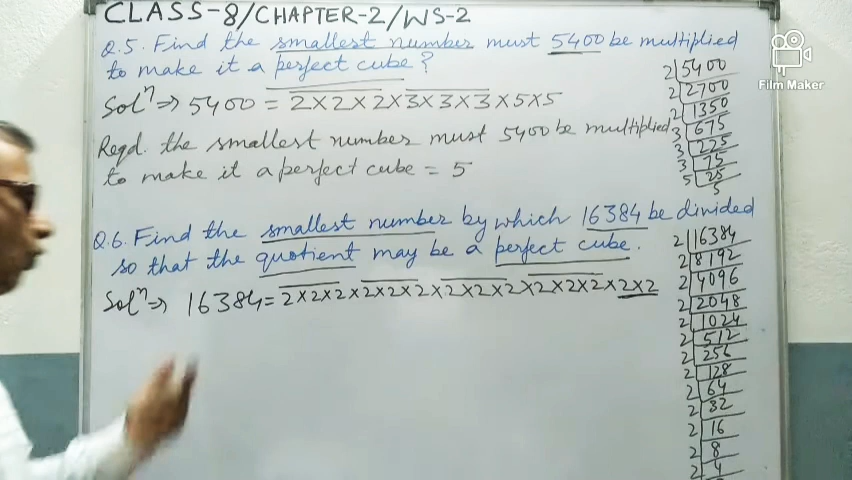 CLASS-8/CHAPTER-2/WS-2
Q.5. Find the smallest number must 5400 be multiplied
to make it a perfect cube?
Solⁿ ⇒ 5400 = 2×2×2×3×3×3×5×5
Reqd. the smallest number must 5400 be multiplied
to make it a perfect cube = 5
2 5400
2 2700
2 1350
3 675
3 225
3 75
5 25
5
Q.6. Find the smallest number by which 16384 be divided
so that the quotient may be a perfect cube.
Solⁿ ⇒ 16384 = 2×2×2×2×2×2×2×2×2×2×2×2×2×2
2 16384
2 8192
2 4096
2 2048
2 1024
2 512
2 256
2 128
2 64
2 32
2 16
2 8
2 4
Film Maker